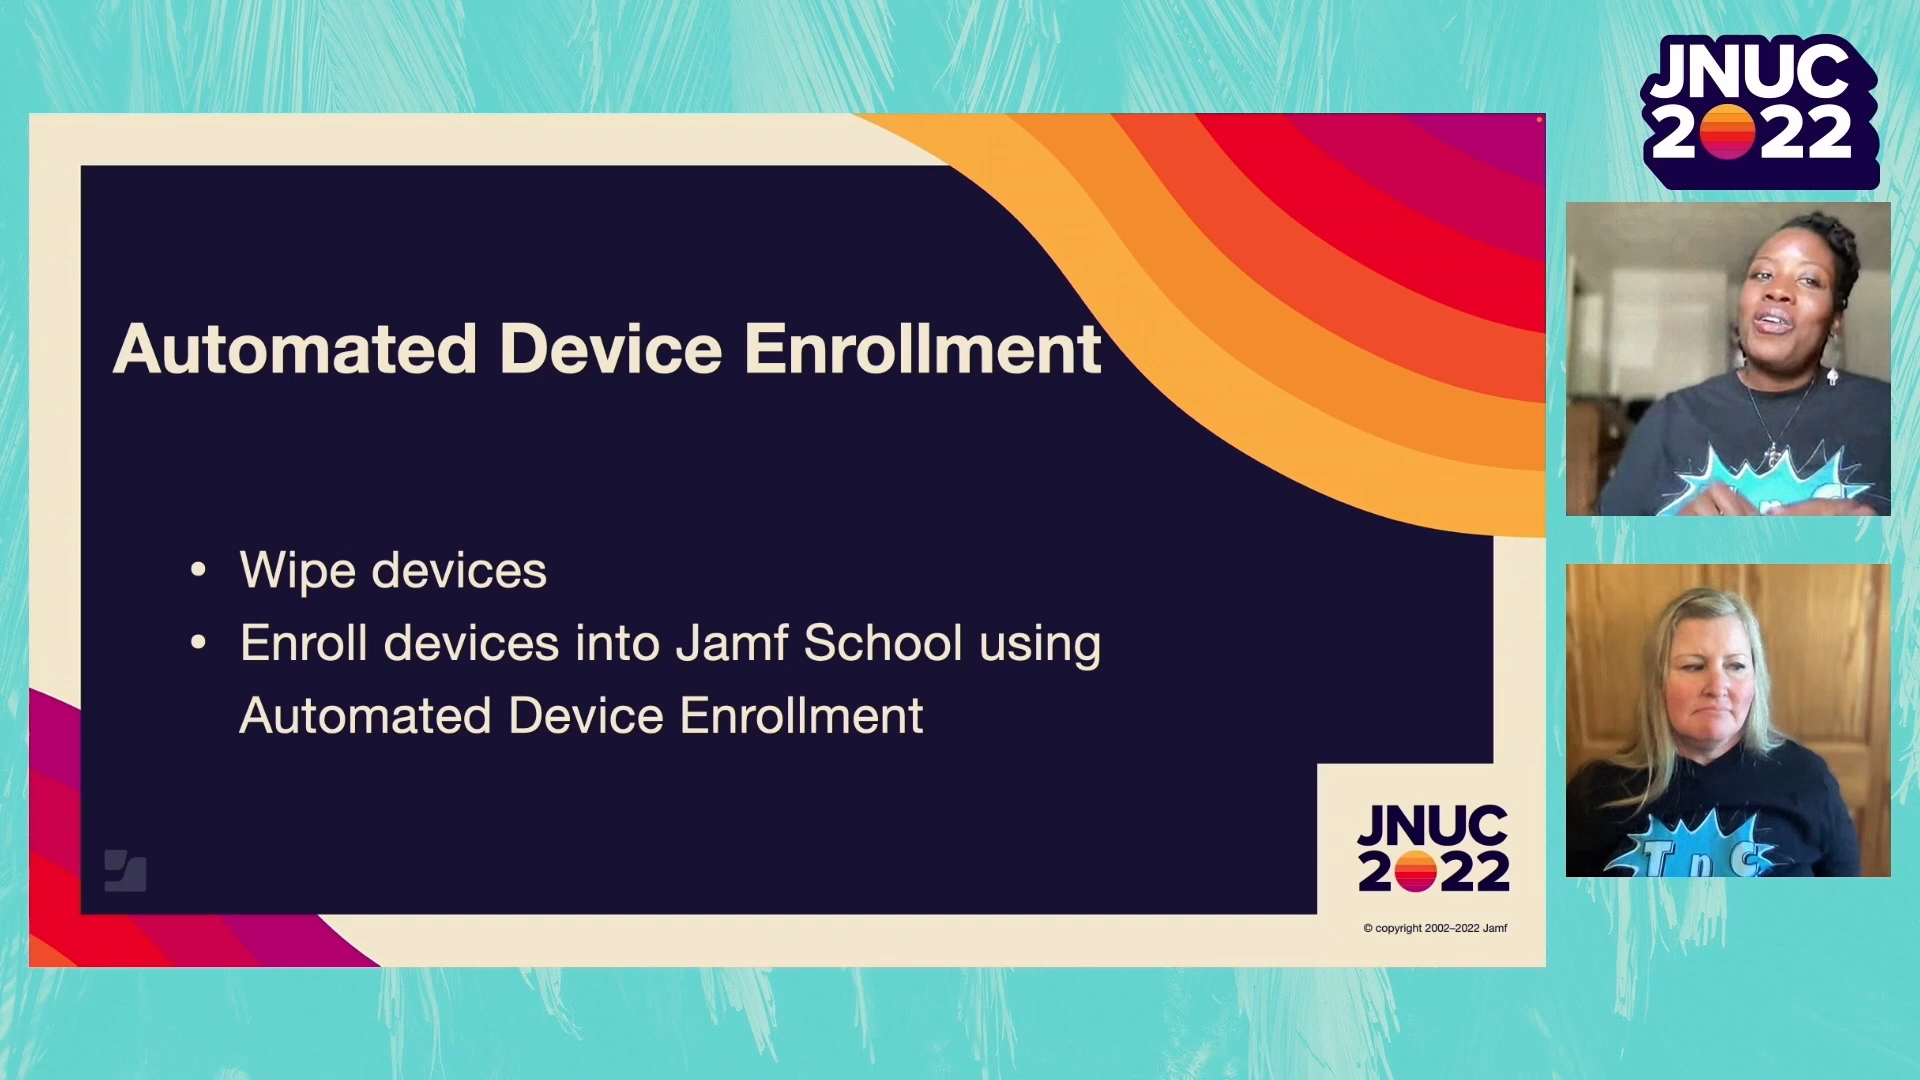 JNUC
2022
Automated Device Enrollment
• Wipe devices
• Enroll devices into Jamf School using
Automated Device Enrollment
JNUC
2022
© copyright 2002–2022 Jamf
TnC